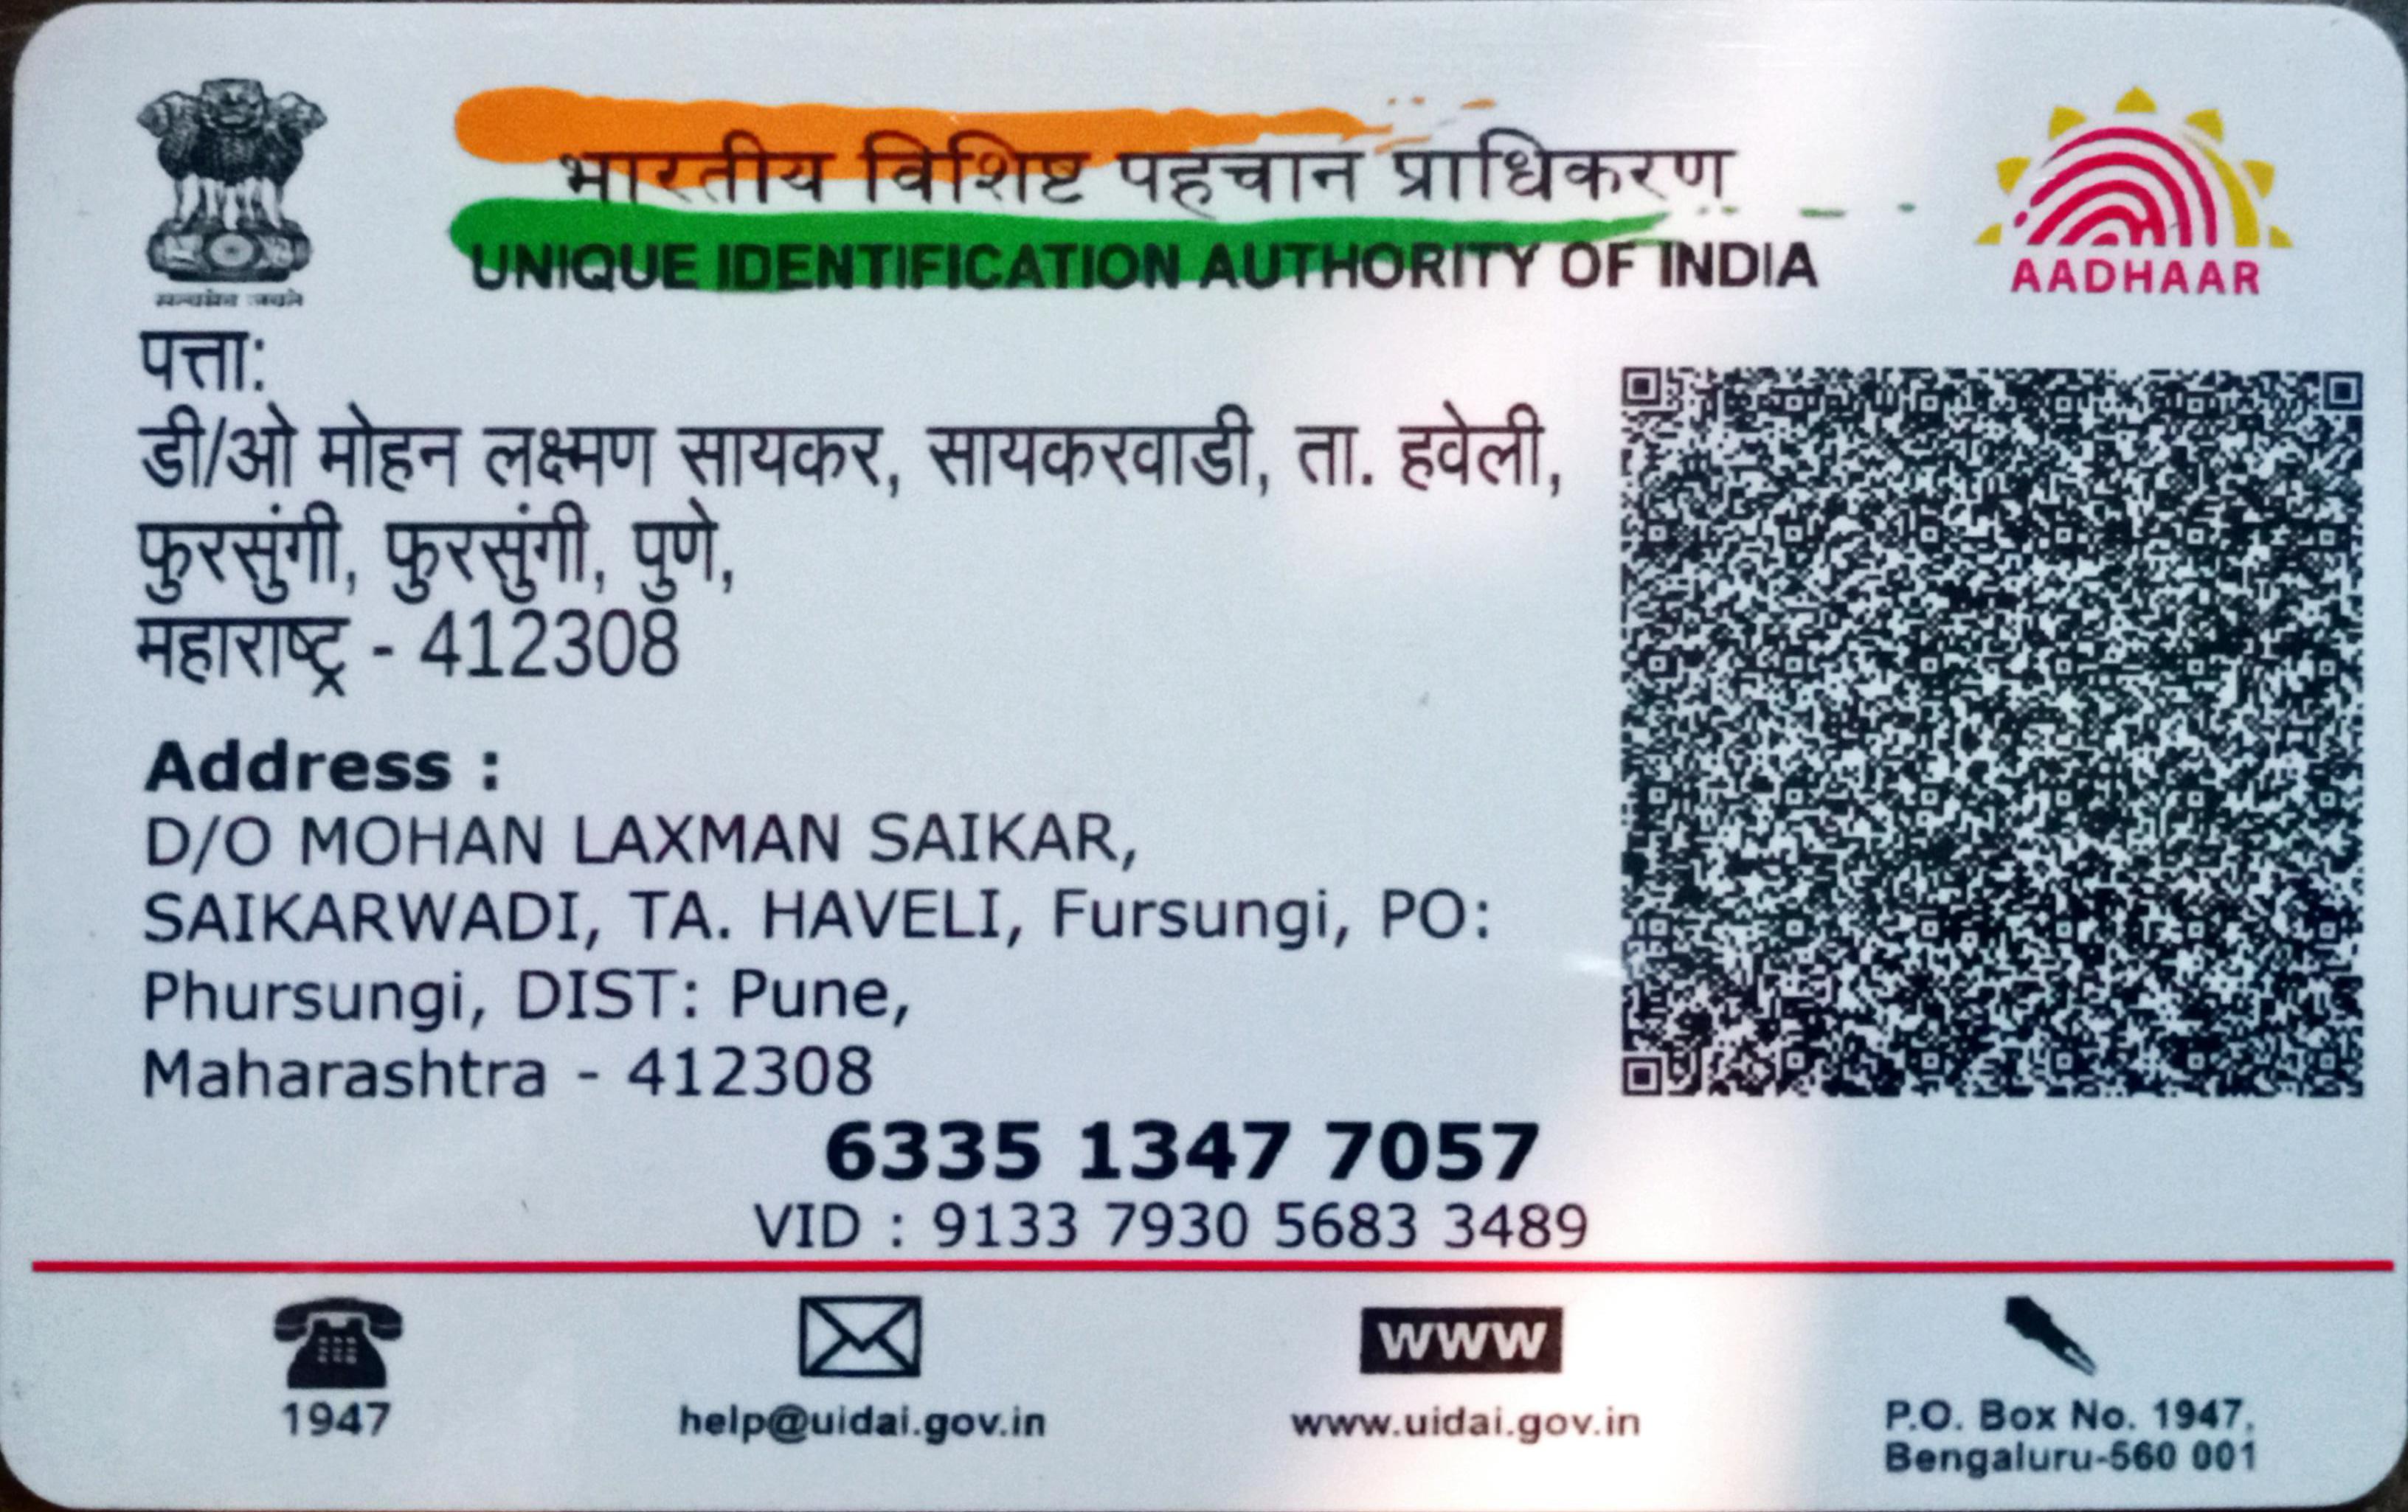 भारतीय विशिष्ट पहचान प्राधिकरण
UNIQUE IDENTIFICATION AUTHORITY OF INDIA
सत्यमेव जयते
AADHAAR
पत्ता:
डी/ओ मोहन लक्ष्मण सायकर, सायकरवाडी, ता. हवेली,
फुरसुंगी, फुरसुंगी, पुणे,
महाराष्ट्र - 412308
Address :
D/O MOHAN LAXMAN SAIKAR,
SAIKARWADI, TA. HAVELI, Fursungi, PO:
Phursungi, DIST: Pune,
Maharashtra - 412308
6335 1347 7057
VID : 9133 7930 5683 3489
1947
help@uidai.gov.in
www
www.uidai.gov.in
P.O. Box No. 1947,
Bengaluru-560 001